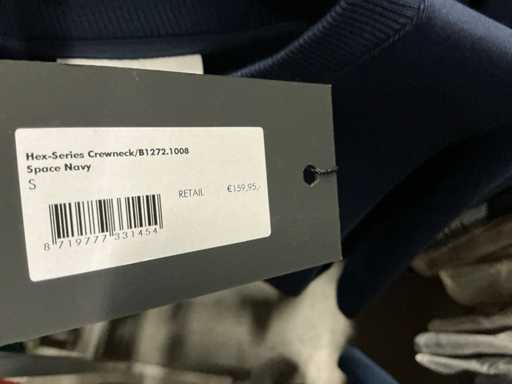 Hex-Series Crewneck/B1272.1008
Space Navy
S
RETAIL €159,95,-
8 719777 331454